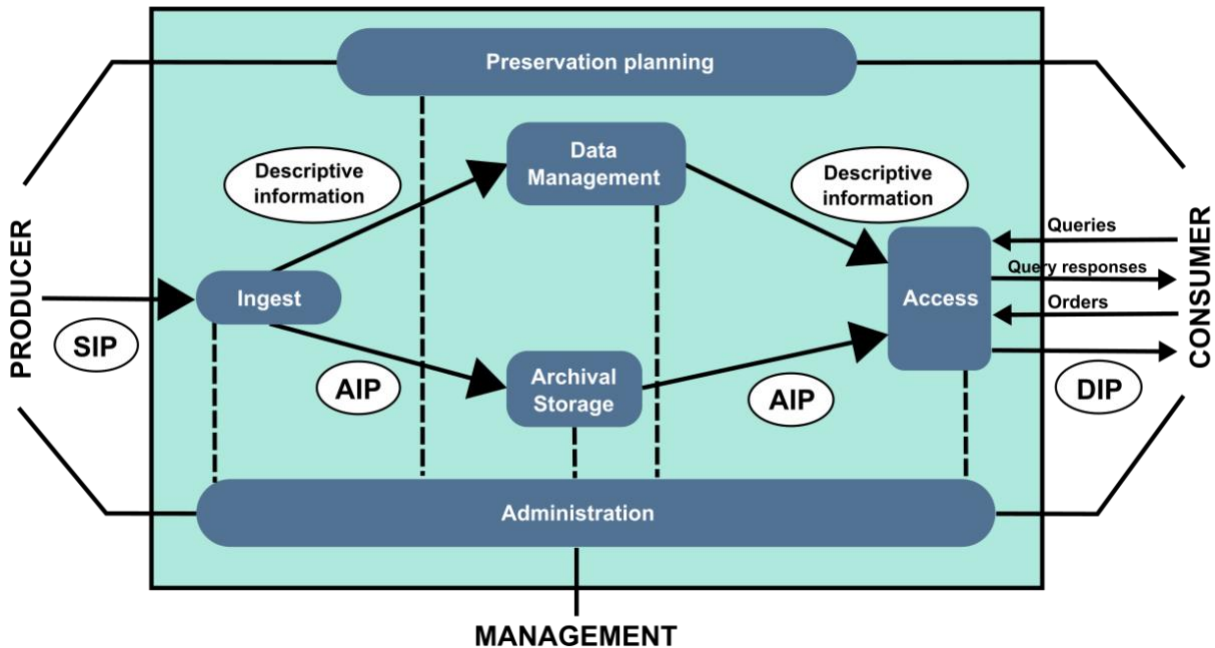 Preservation planning
Descriptive
information
Data
Management
Descriptive
information
PRODUCER
SIP
Ingest
AIP
Archival
Storage
AIP
Access
Queries
Query responses
Orders
DIP
CONSUMER
Administration
MANAGEMENT